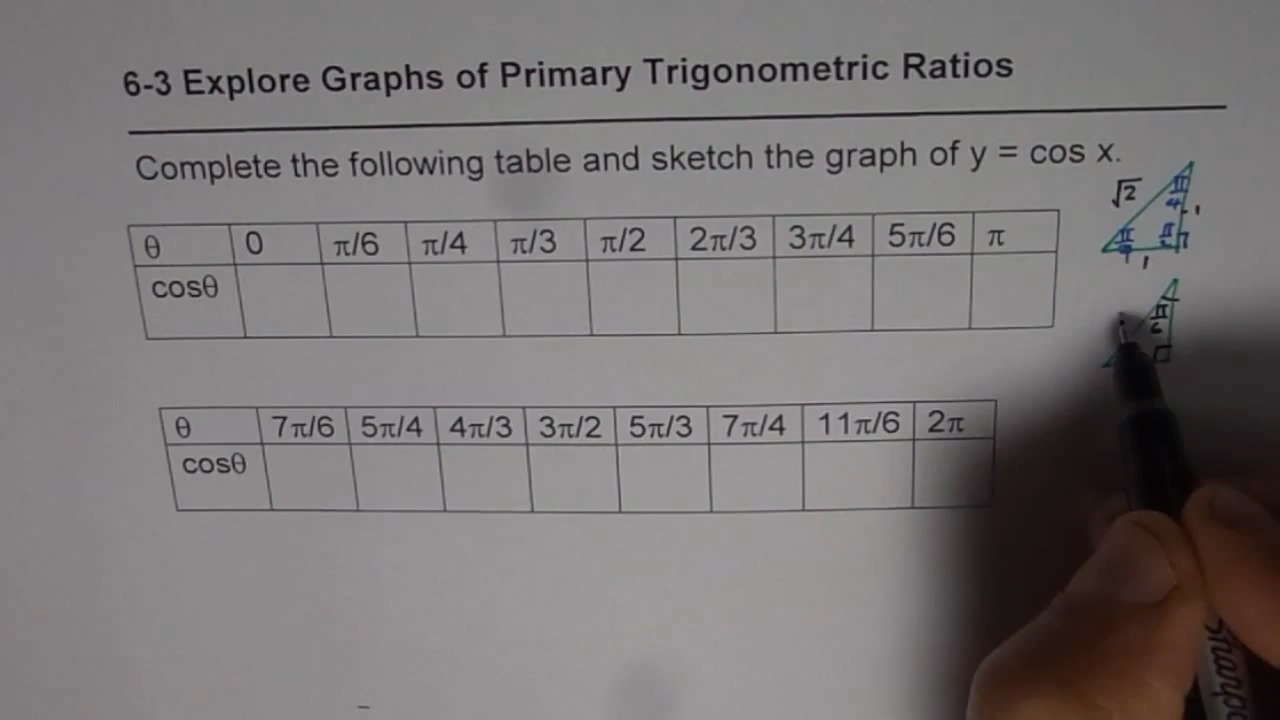 6-3 Explore Graphs of Primary Trigonometric Ratios
Complete the following table and sketch the graph of y = cos x.
θ 0 π/6 π/4 π/3 π/2 2π/3 3π/4 5π/6 π
cosθ
√2
π/4
1
π/4
1
π/6
θ 7π/6 5π/4 4π/3 3π/2 5π/3 7π/4 11π/6 2π
cosθ